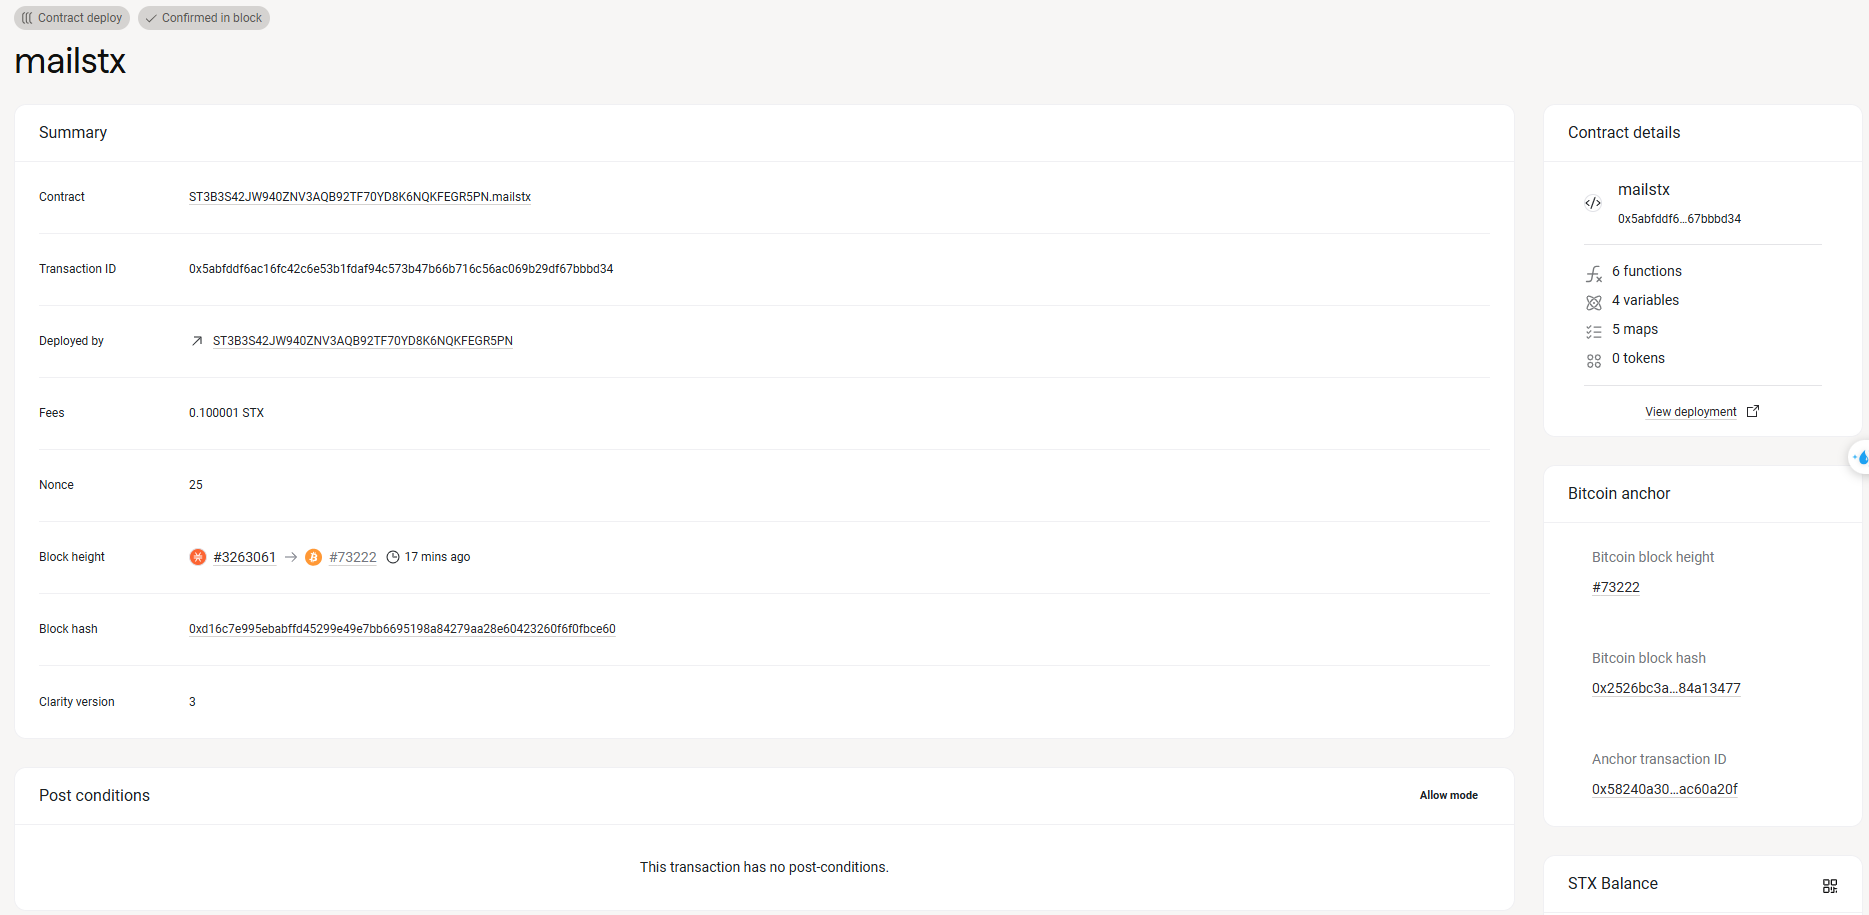 Contract deploy
Confirmed in block
mailstx
Summary
Contract
ST3B3S42JW940ZNV3AQB92TF70YD8K6NQKFEGR5PN.mailstx
Transaction ID
0x5abfddf6ac16fc42c6e53b1fdaf94c573b47b66b716c56ac069b29df67bbbd34
Deployed by
ST3B3S42JW940ZNV3AQB92TF70YD8K6NQKFEGR5PN
Fees
0.100001 STX
Nonce
25
Block height
#3263061 → #73222 17 mins ago
Block hash
0xd16c7e995ebabffd45299e49e7bb6695198a84279aa28e60423260f6f0fbce60
Clarity version
3
Post conditions
Allow mode
This transaction has no post-conditions.
Contract details
mailstx
0x5abfddf6...67bbbd34
6 functions
4 variables
5 maps
0 tokens
View deployment
Bitcoin anchor
Bitcoin block height
#73222
Bitcoin block hash
0x2526bc3a...84a13477
Anchor transaction ID
0x58240a30...ac60a20f
STX Balance